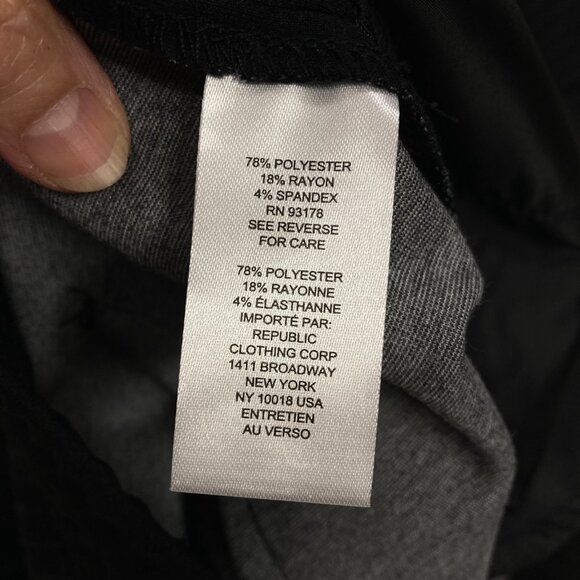 78% POLYESTER
18% RAYON
4% SPANDEX
RN 93178
SEE REVERSE
FOR CARE
78% POLYESTER
18% RAYONNE
4% ÉLASTHANNE
IMPORTÉ PAR:
REPUBLIC
CLOTHING CORP
1411 BROADWAY
NEW YORK
NY 10018 USA
ENTRETIEN
AU VERSO